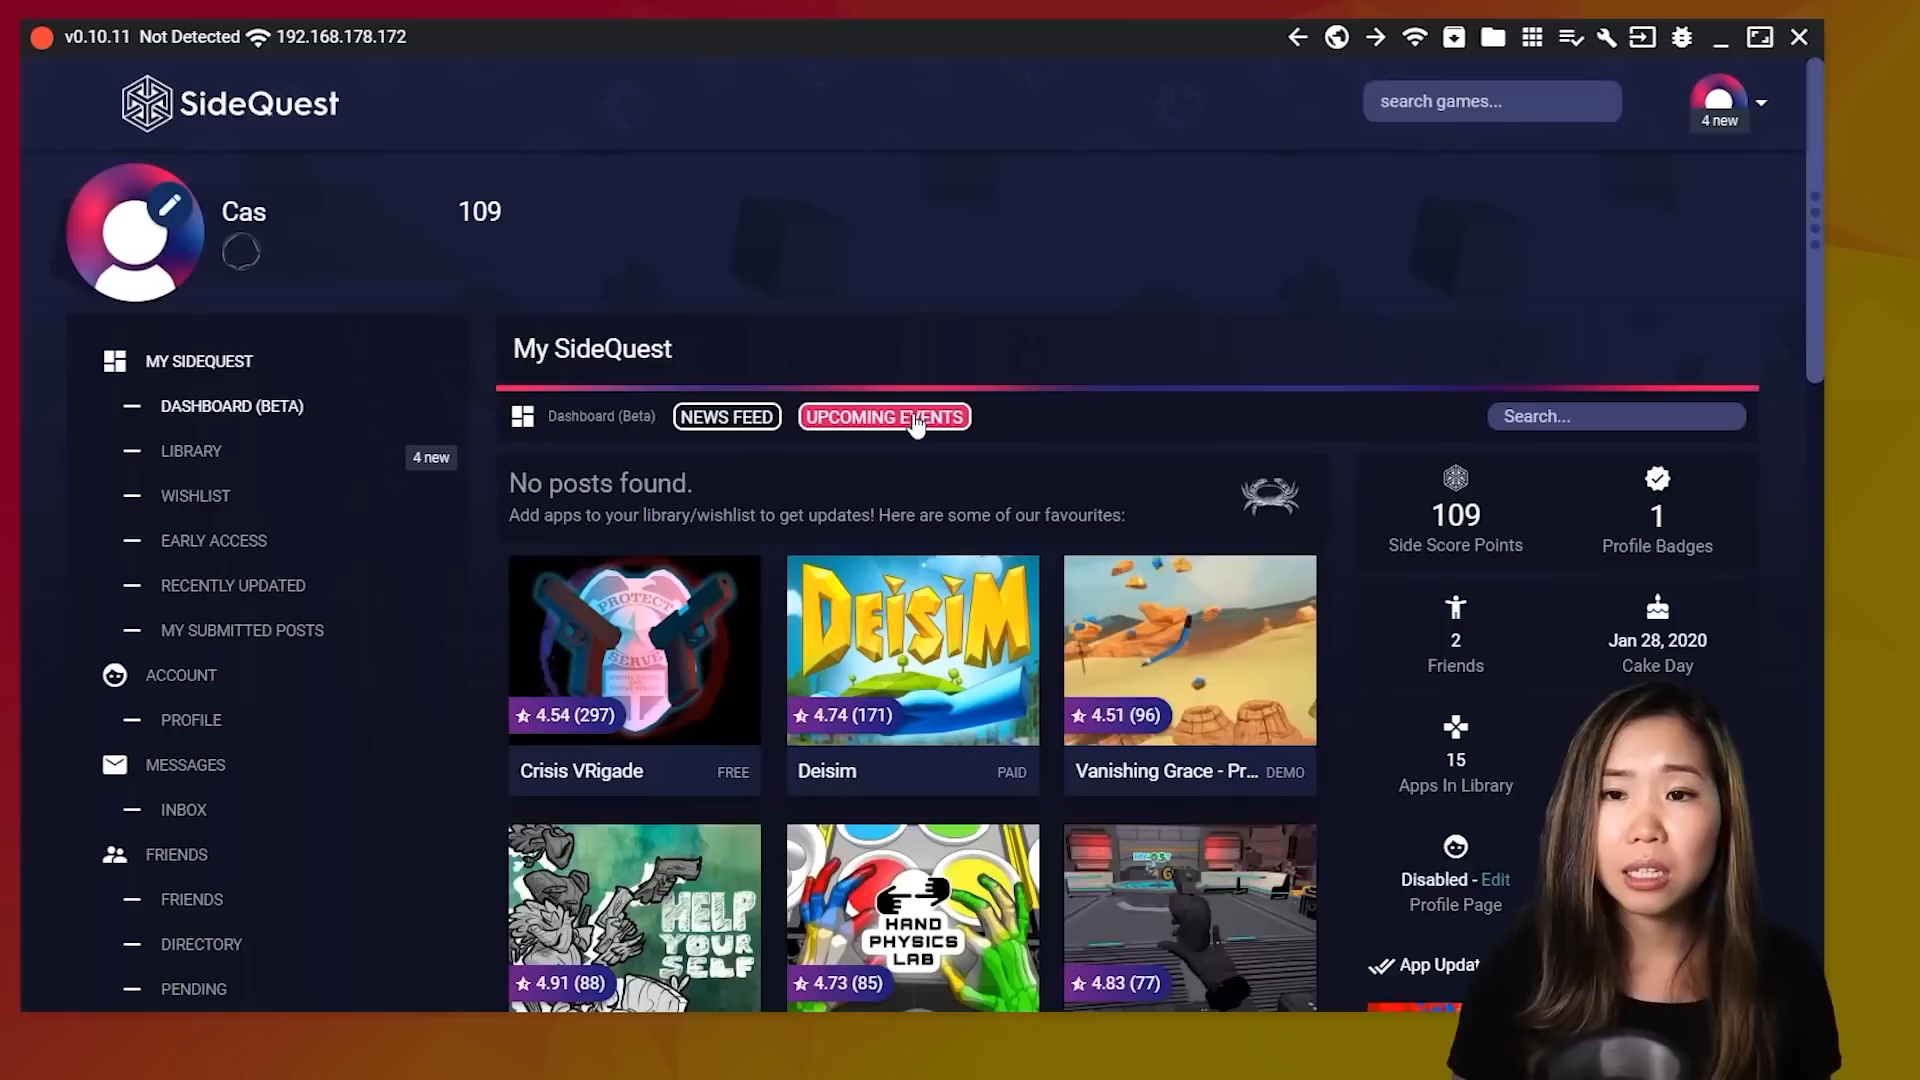 v0.10.11 Not Detected 192.168.178.172
SideQuest
search games...
4 new
Cas
109
MY SIDEQUEST
DASHBOARD (BETA)
LIBRARY
4 new
WISHLIST
EARLY ACCESS
RECENTLY UPDATED
MY SUBMITTED POSTS
ACCOUNT
PROFILE
MESSAGES
INBOX
FRIENDS
FRIENDS
DIRECTORY
PENDING
My SideQuest
Dashboard (Beta)
NEWS FEED
UPCOMING EVENTS
Search...
No posts found.
Add apps to your library/wishlist to get updates! Here are some of our favourites:
PROTECT
SERVE
4.54 (297)
Crisis VRigade
FREE
DEISIM
4.74 (171)
Deisim
PAID
4.51 (96)
Vanishing Grace - Pr...
DEMO
HELP
YOUR
SELF
4.91 (88)
HAND
PHYSICS
LAB
4.73 (85)
4.83 (77)
109
Side Score Points
1
Profile Badges
2
Friends
Jan 28, 2020
Cake Day
15
Apps In Library
Disabled - Edit
Profile Page
App Updat